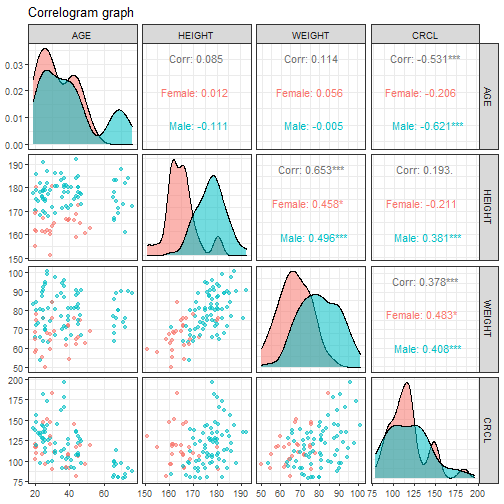 Correlogram graph
AGE HEIGHT WEIGHT CRCL
0.03
0.02
0.01
0.00
Corr: 0.085 Corr: 0.114 Corr: -0.531***
Female: 0.012 Female: 0.056 Female: -0.206
Male: -0.111 Male: -0.005 Male: -0.621***
AGE
190
180
170
160
150
Corr: 0.653*** Corr: 0.193.
Female: 0.458* Female: -0.211
Male: 0.496*** Male: 0.381***
HEIGHT
100
90
80
70
60
50
Corr: 0.378***
Female: 0.483*
Male: 0.408***
WEIGHT
200
175
150
125
100
75
CRCL
20 40 60 150 160 170 180 190 50 60 70 80 90 100 75 100 125 150 175 200